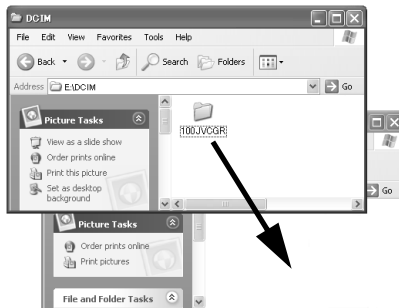 DCIM
File Edit View Favorites Tools Help
Back Search Folders
Address E:\DCIM Go
Picture Tasks
View as a slide show
Order prints online
Print this picture
Set as desktop
background
100JVCGR
Go
Picture Tasks
Order prints online
Print pictures
File and Folder Tasks